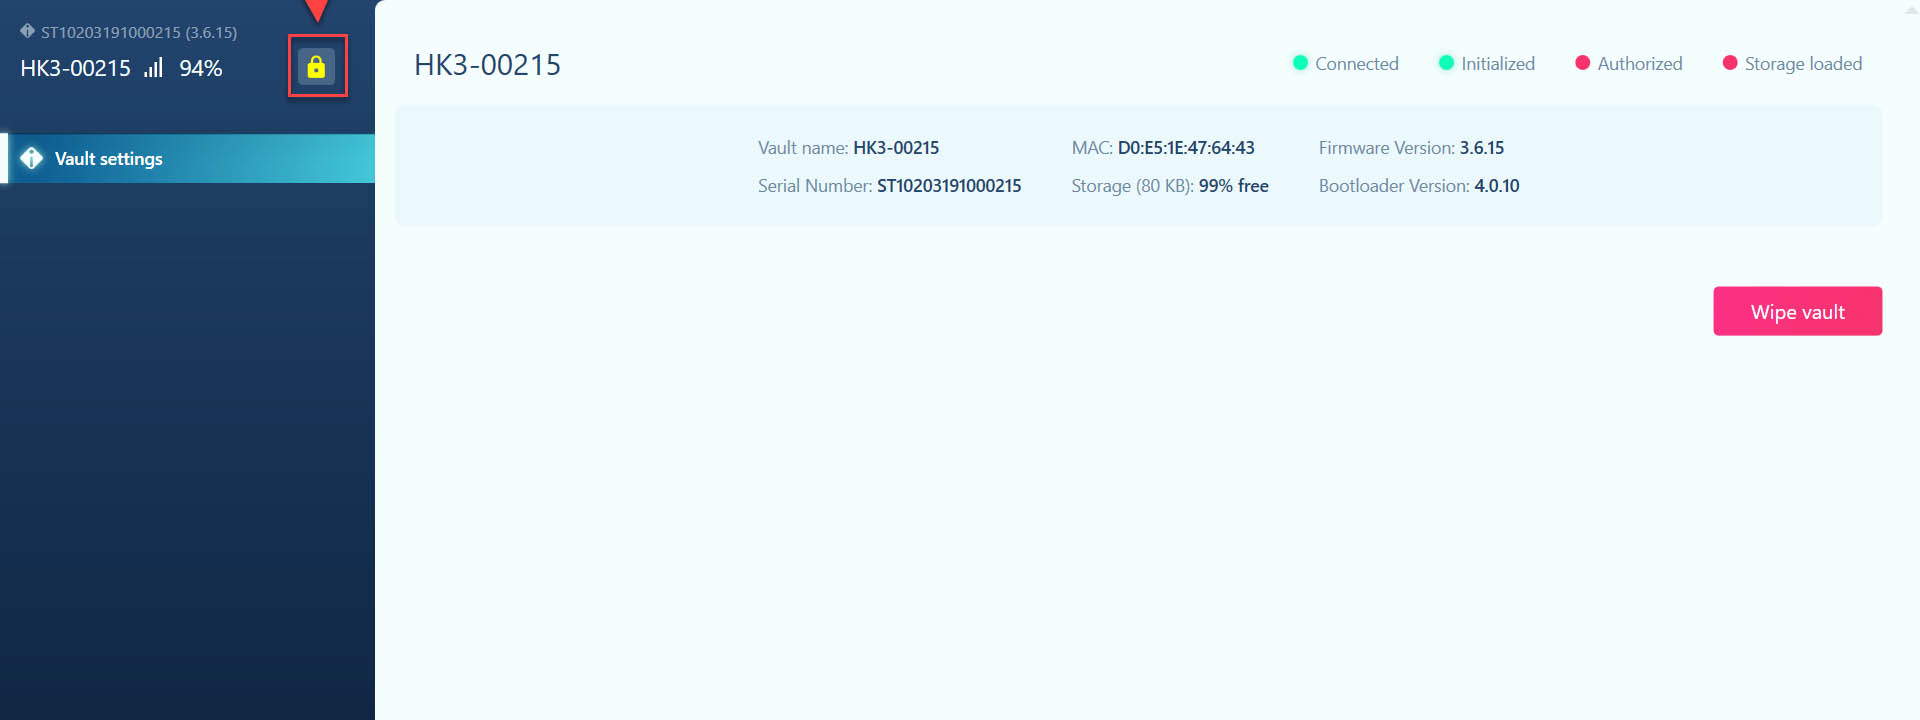 ST10203191000215 (3.6.15)
HK3-00215 94%
Vault settings
HK3-00215
Connected Initialized Authorized Storage loaded
Vault name: HK3-00215 MAC: D0:E5:1E:47:64:43 Firmware Version: 3.6.15
Serial Number: ST10203191000215 Storage (80 KB): 99% free Bootloader Version: 4.0.10
Wipe vault